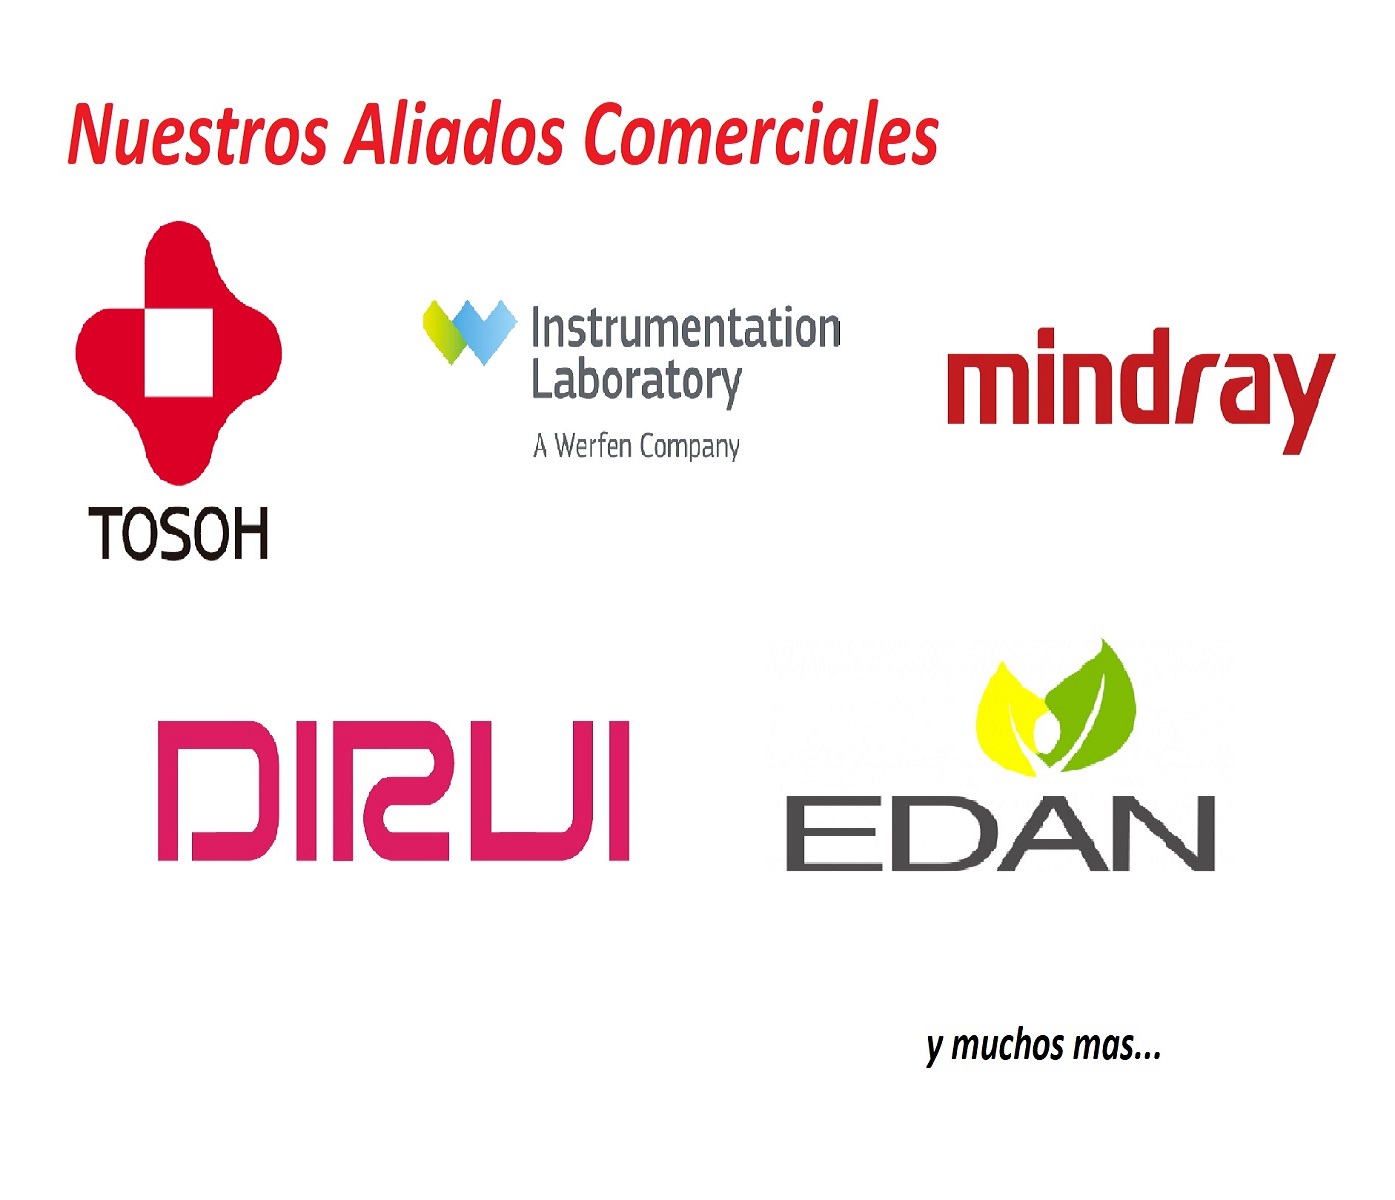 Nuestros Aliados Comerciales
TOSOH
Instrumentation
Laboratory
A Werfen Company
mindray
DIRUI
EDAN
y muchos mas...